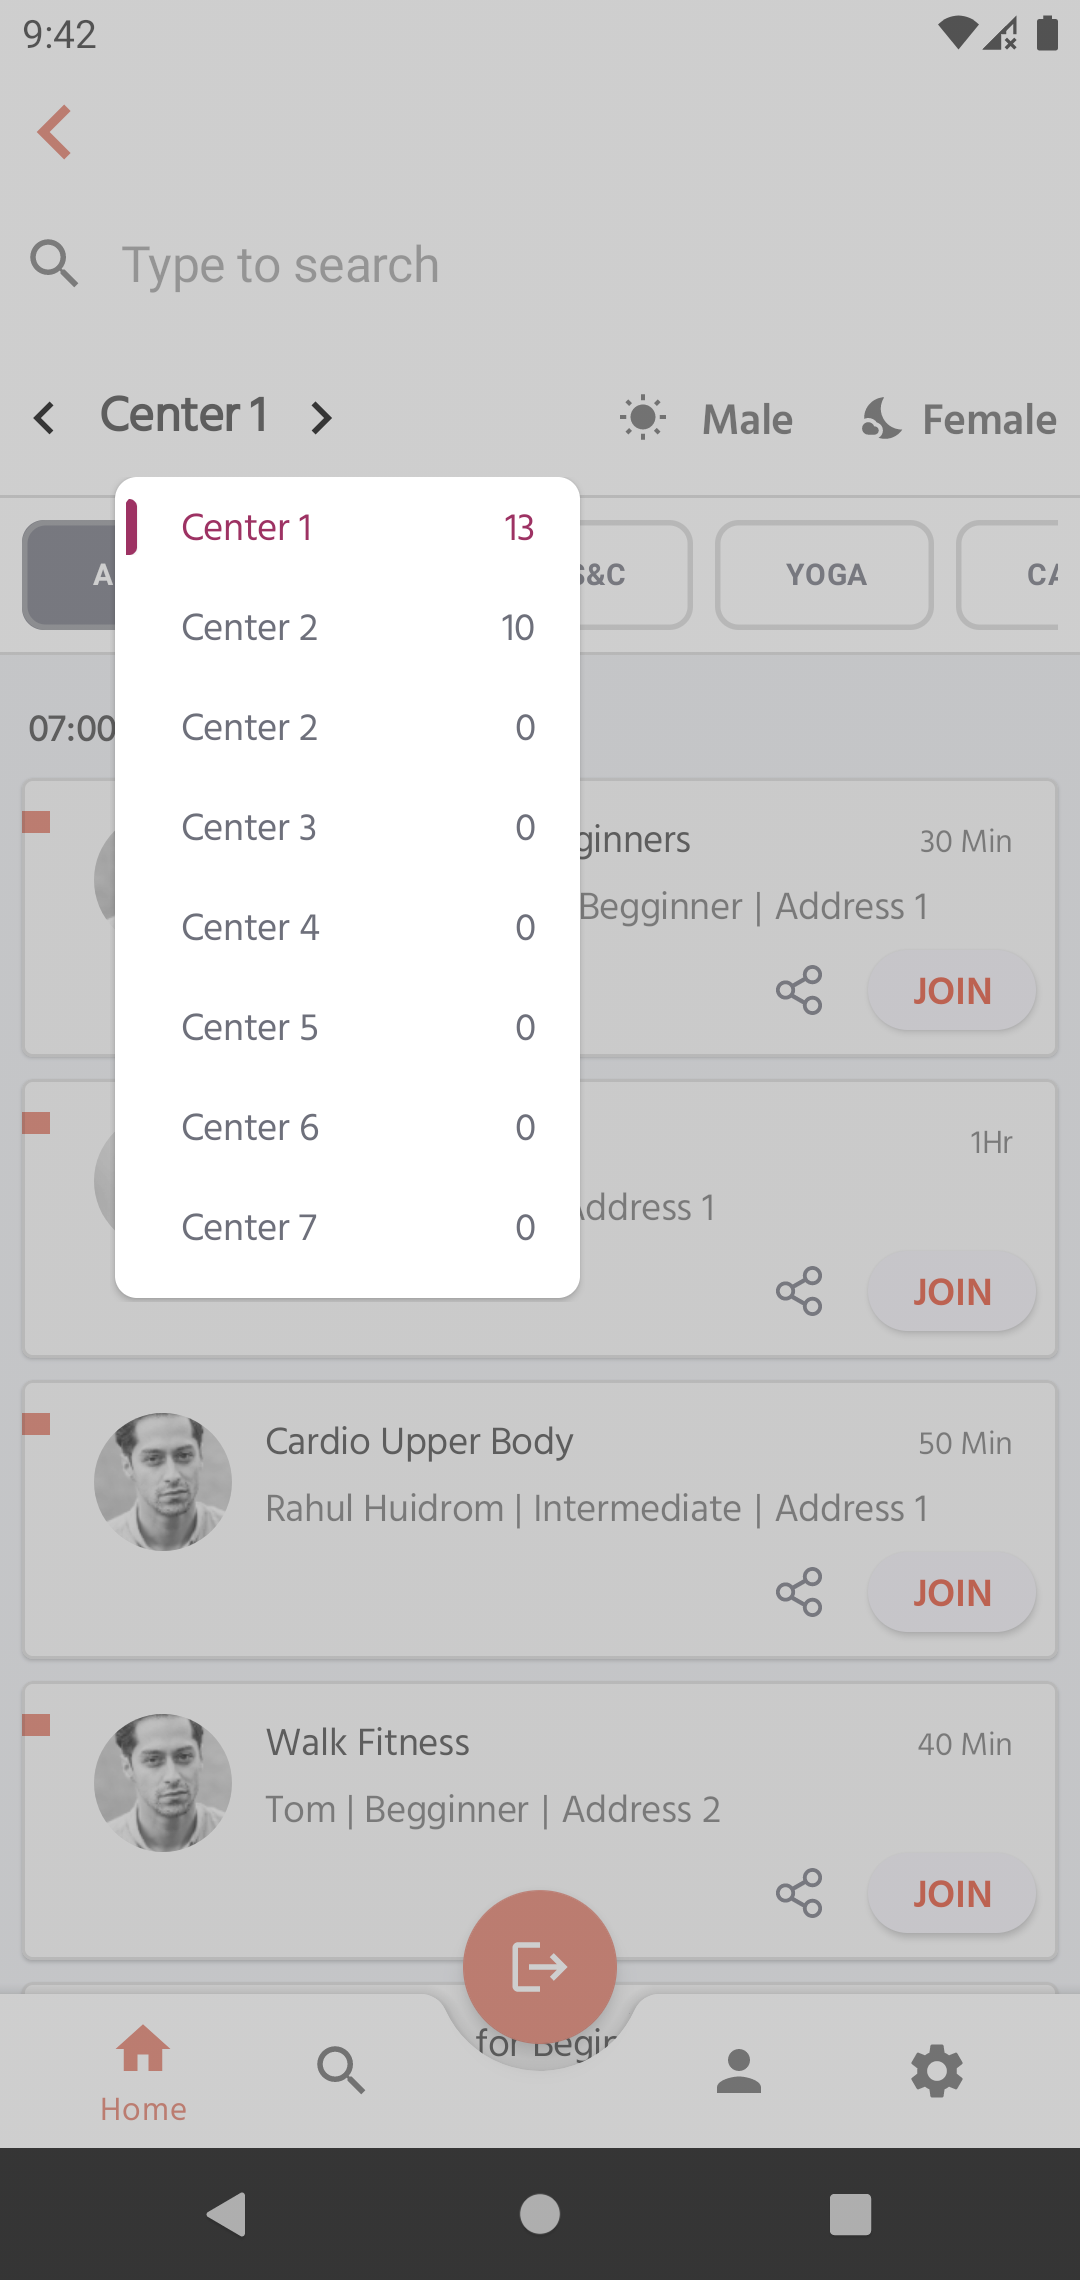 9:42
Type to search
Center 1
Male
Female
Center 1 13
Center 2 10
Center 2 0
Center 3 0
Center 4 0
Center 5 0
Center 6 0
Center 7 0
A
S&C
YOGA
CA
07:00
ginners
30 Min
Begginner | Address 1
JOIN
1Hr
Address 1
JOIN
Cardio Upper Body
50 Min
Rahul Huidrom | Intermediate | Address 1
JOIN
Walk Fitness
40 Min
Tom | Begginner | Address 2
JOIN
for Begin
Home